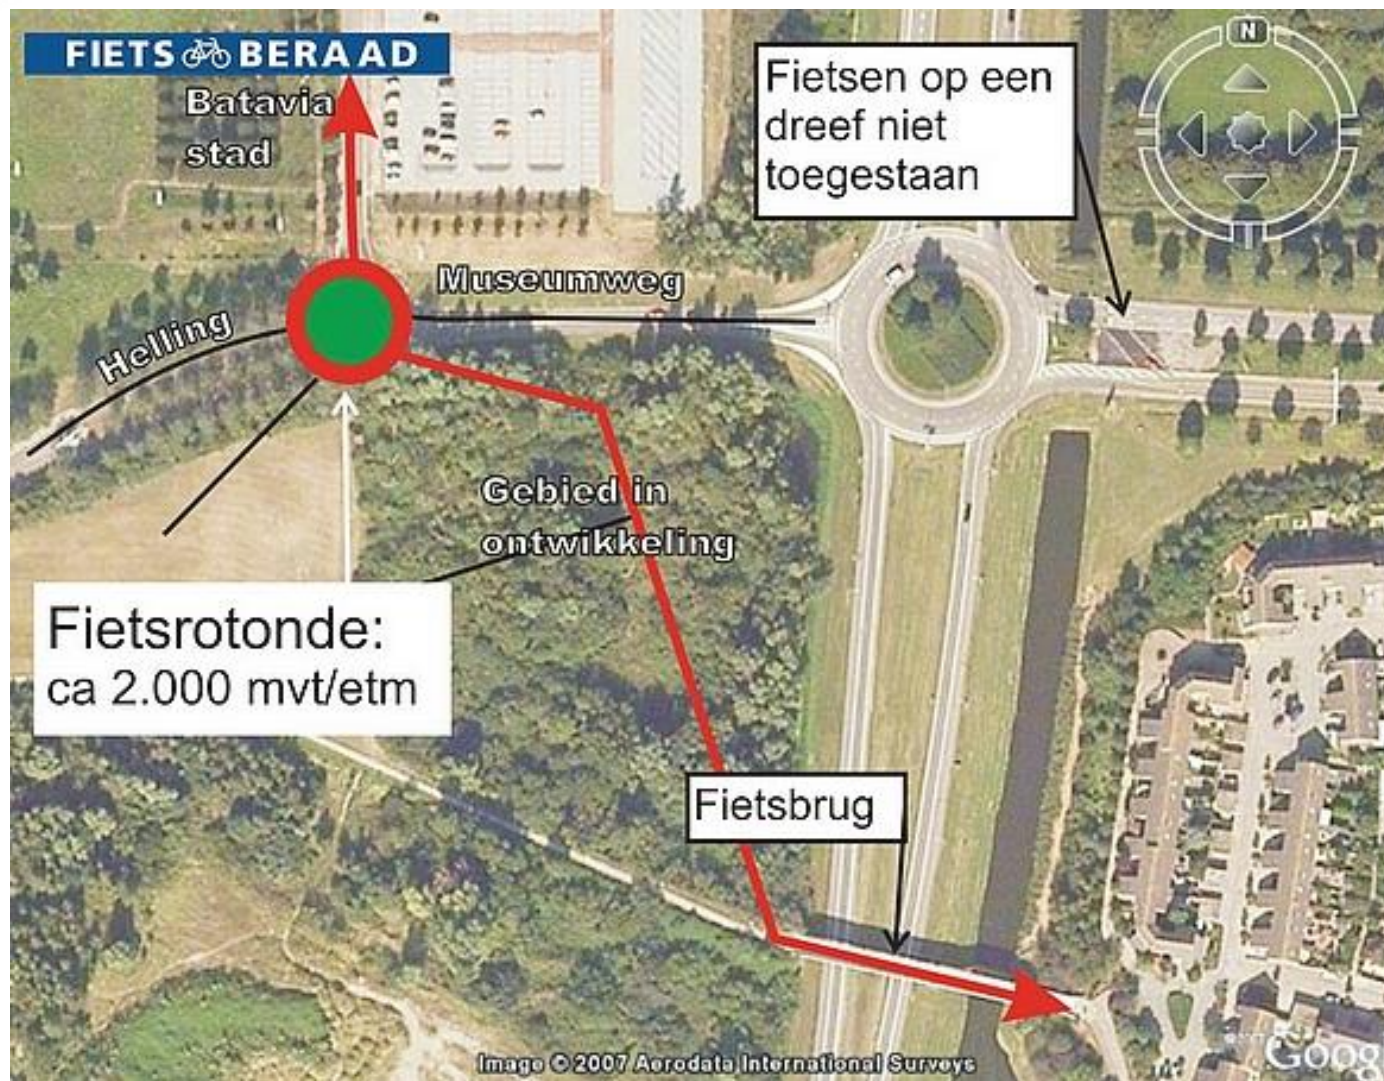 FIETS BERAAD
Batavia
stad
Fietsen op een
dreef niet
toegestaan
N
Museumweg
Helling
Gebied in
ontwikkeling
Fietsrotonde:
ca 2.000 mvt/etm
Fietsbrug
Image © 2007 Aerodata International Surveys
Goog